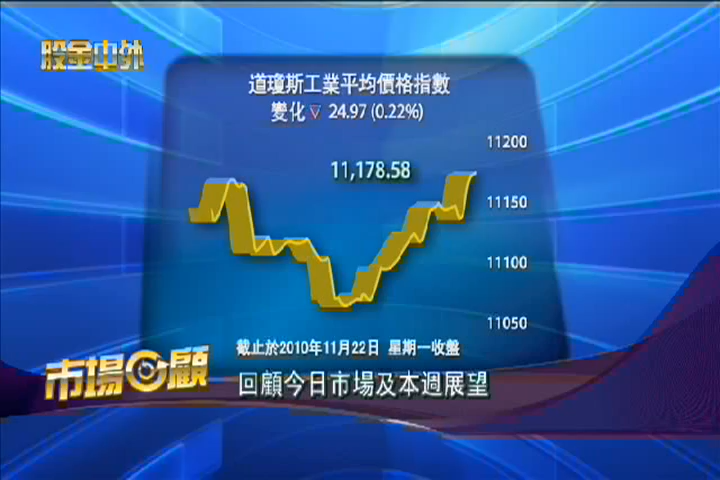 股金中外
道瓊斯工業平均價格指數
變化 ▽ 24.97 (0.22%)
11200
11,178.58
11150
11100
11050
截止於2010年11月22日 星期一收盤
市場回顧
回顧今日市場及本週展望